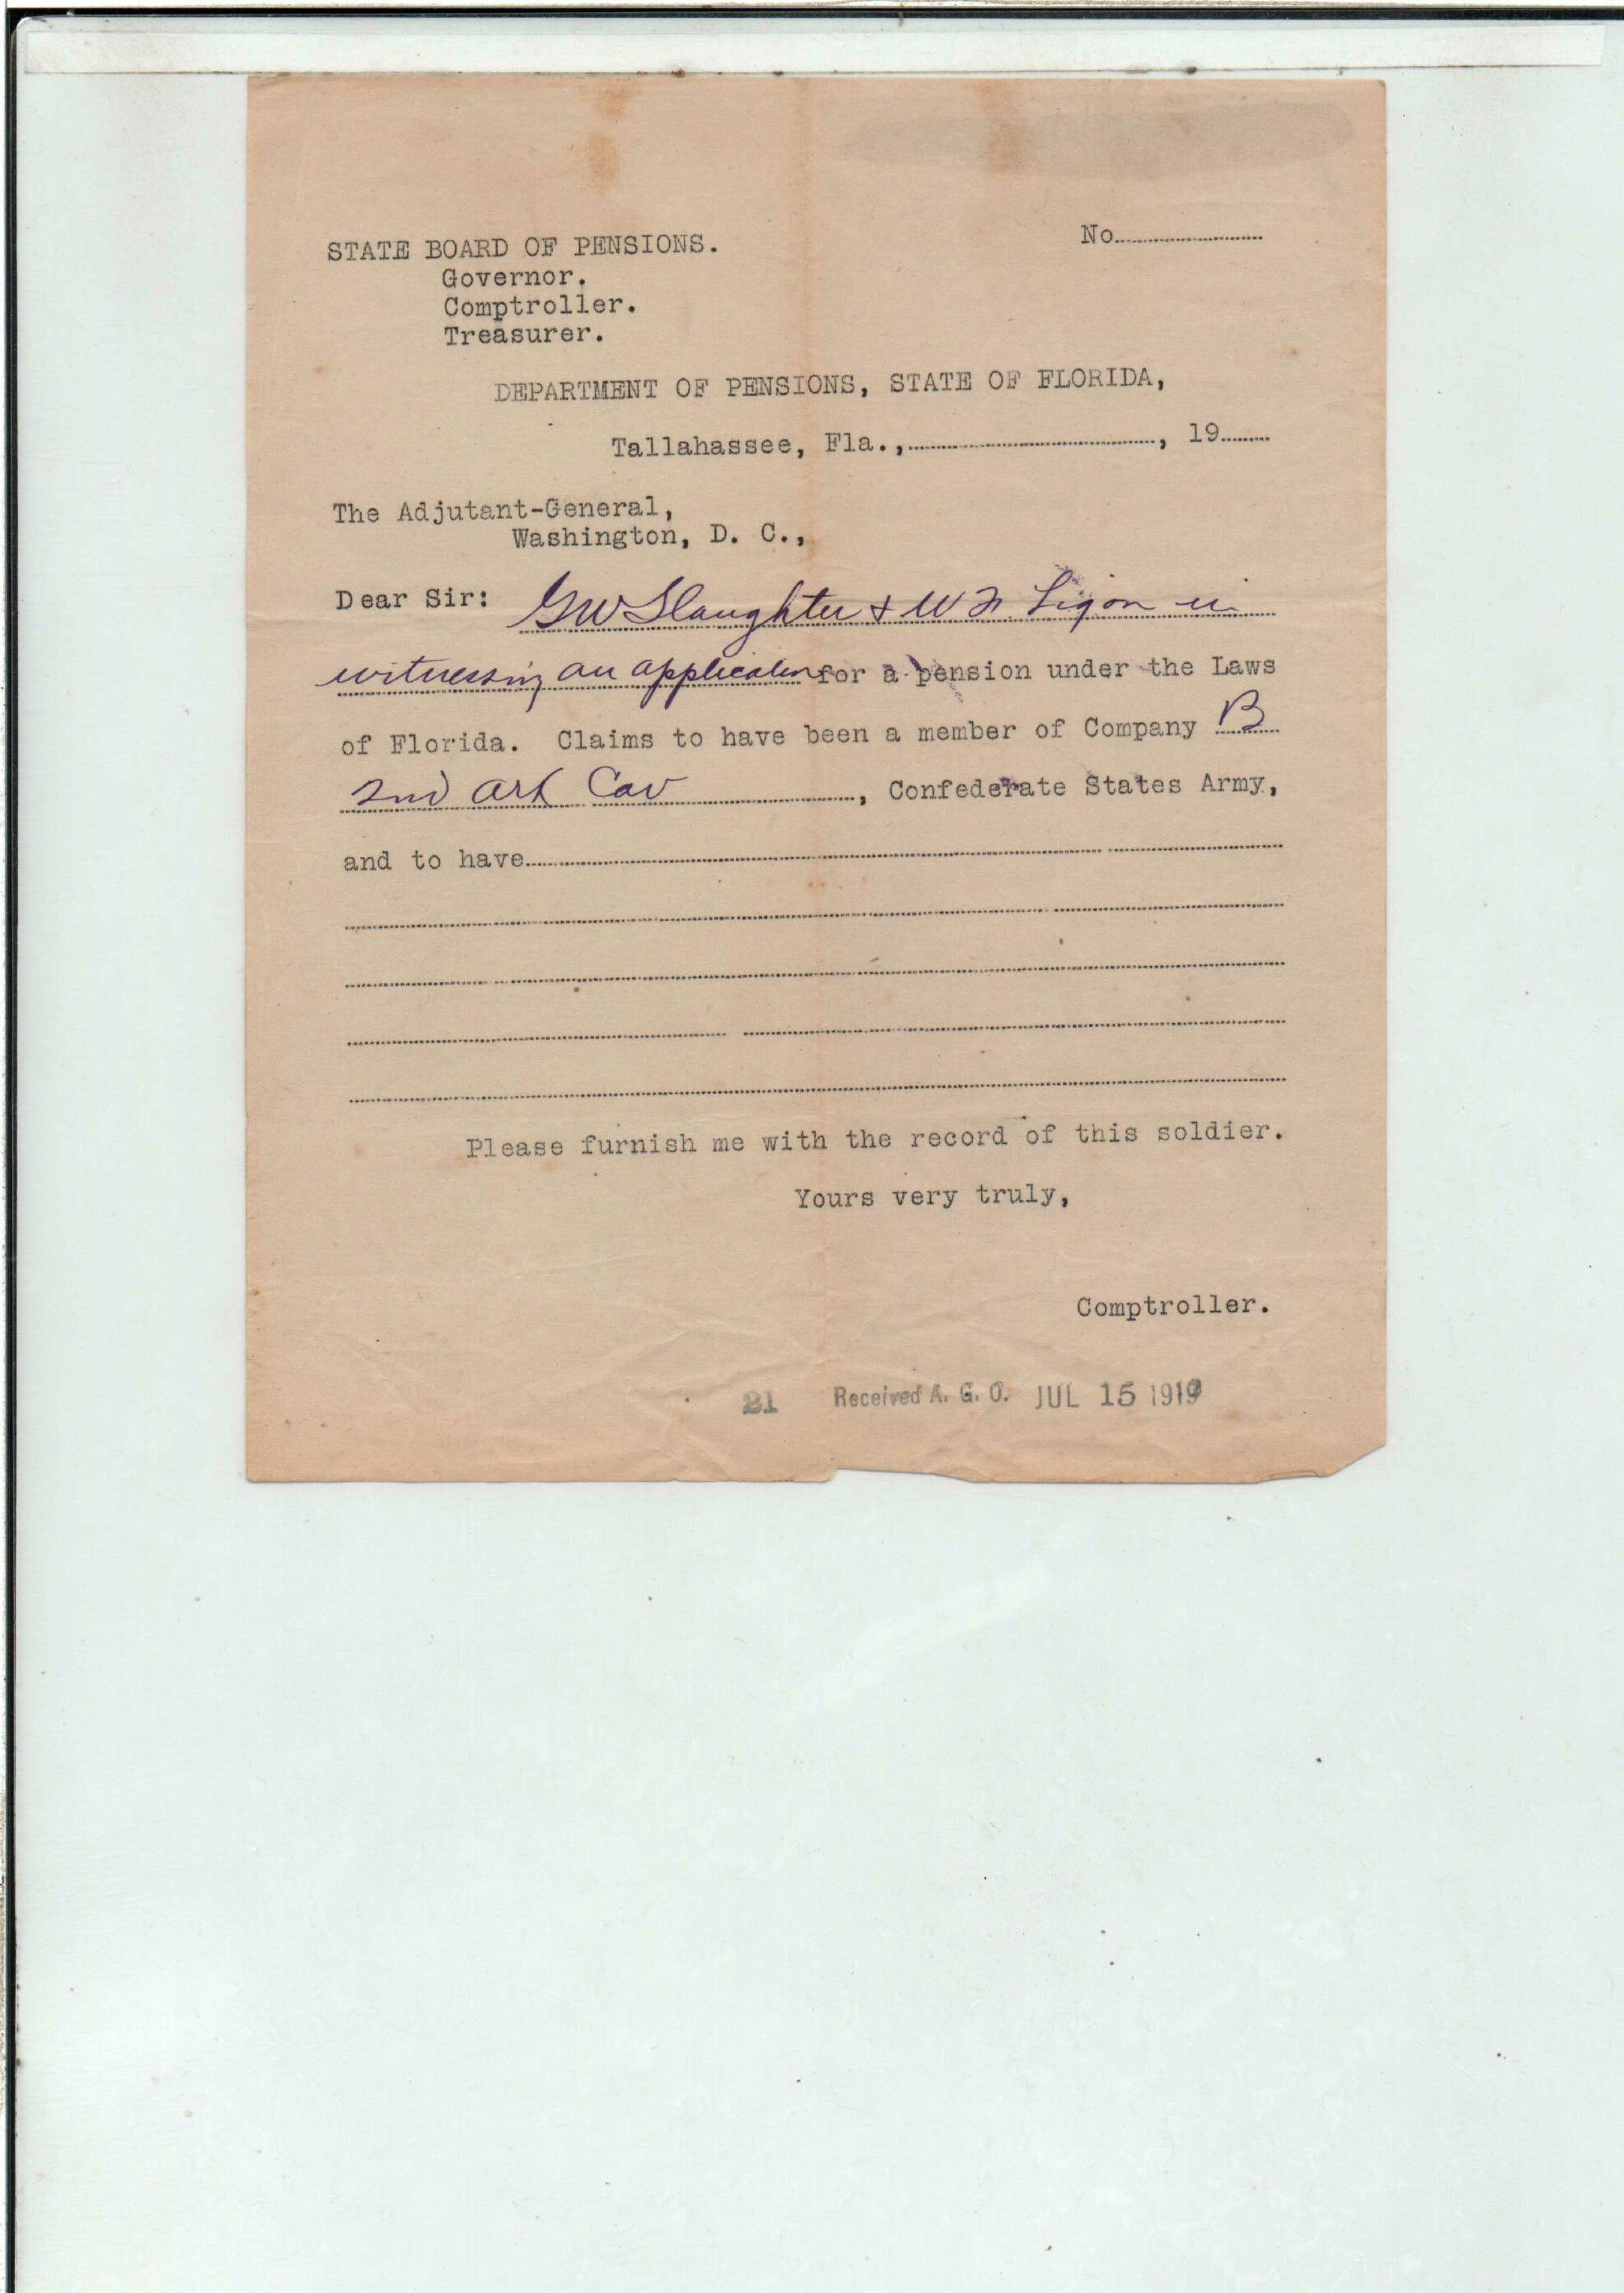 No.
STATE BOARD OF PENSIONS.
Governor.
Comptroller.
Treasurer.
DEPARTMENT OF PENSIONS, STATE OF FLORIDA,
Tallahassee, Fla., , 19
The Adjutant-General,
Washington, D. C.,
Dear Sir: GW Slaughter & W F Ligon in
witnessing an application for a pension under the Laws
of Florida. Claims to have been a member of Company B
2nd Ark Cav , Confederate States Army,
and to have
Please furnish me with the record of this soldier.
Yours very truly,
Comptroller.
21 Received A. G. O. JUL 15 1919